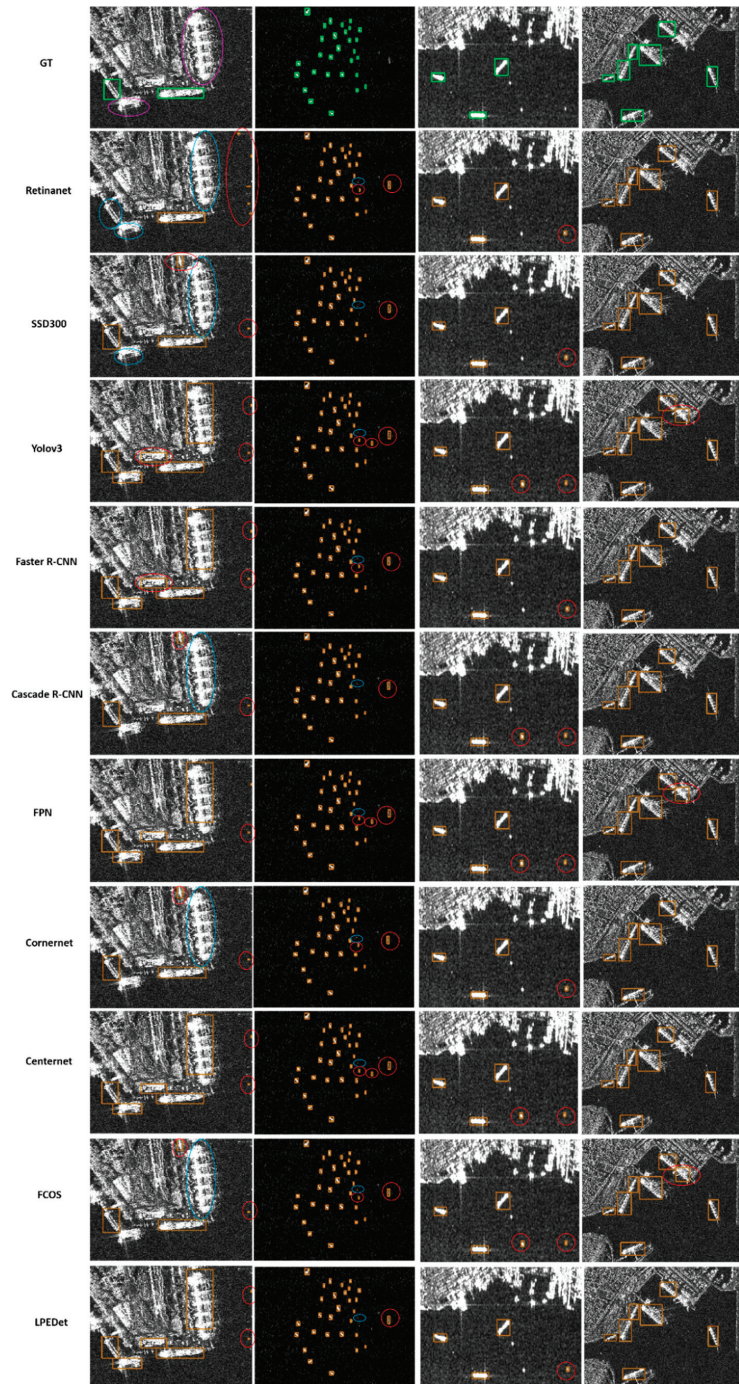 GT
Retinanet
SSD300
Yolov3
Faster R-CNN
Cascade R-CNN
FPN
Cornernet
Centernet
FCOS
LPEDet